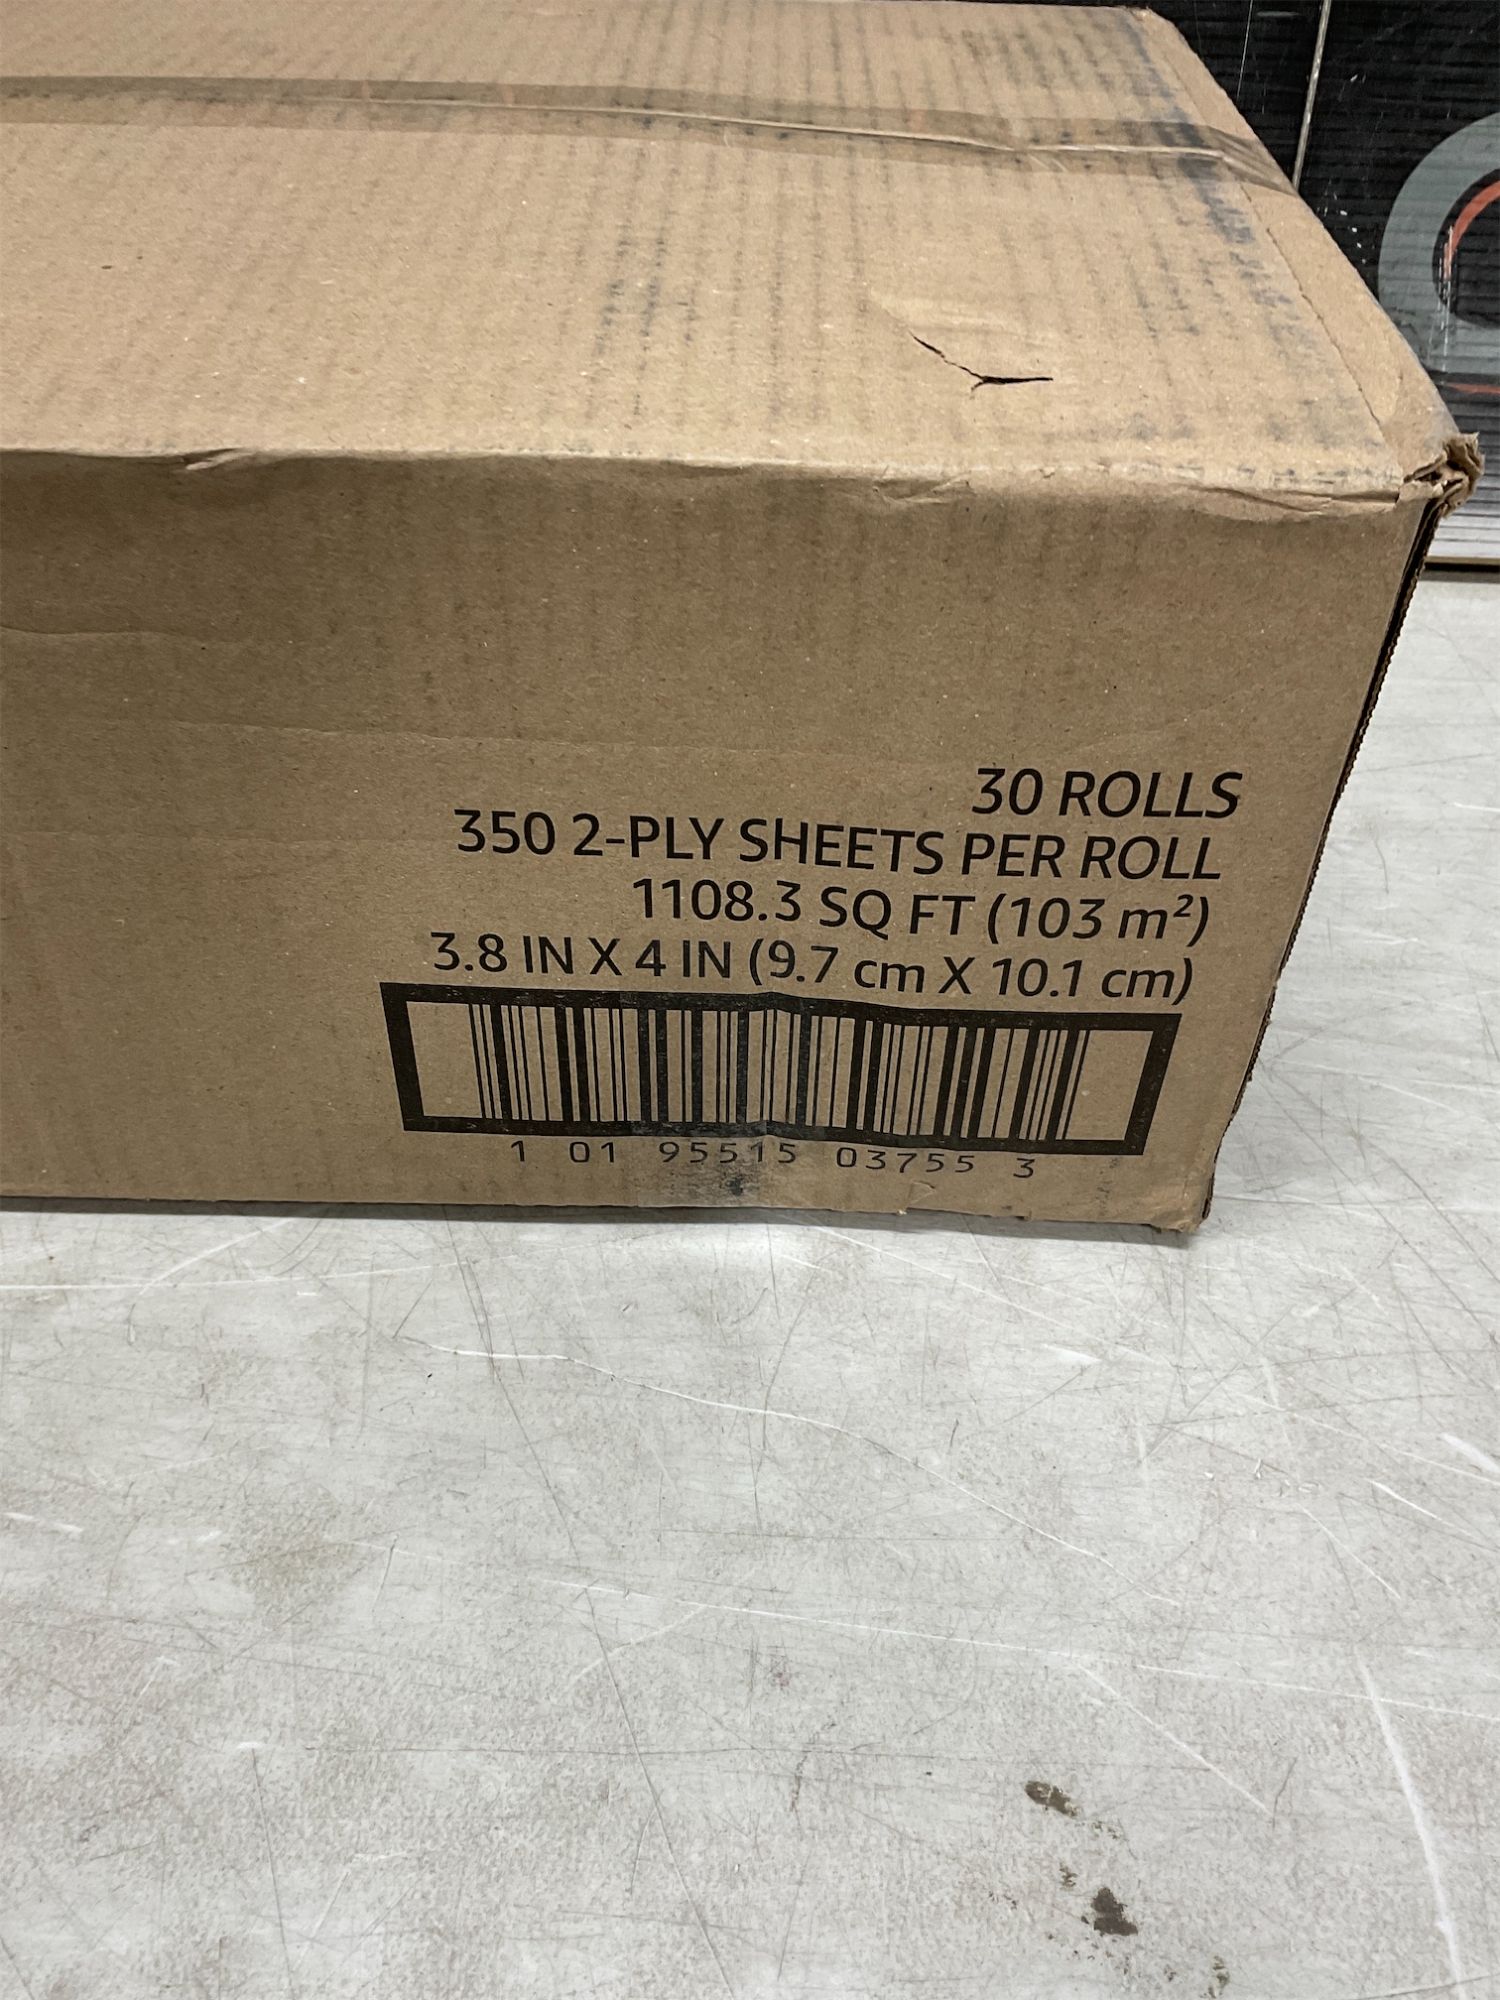 30 ROLLS
350 2-PLY SHEETS PER ROLL
1108.3 SQ FT (103 m²)
3.8 IN X 4 IN (9.7 cm X 10.1 cm)
1 01 95515 03755 3